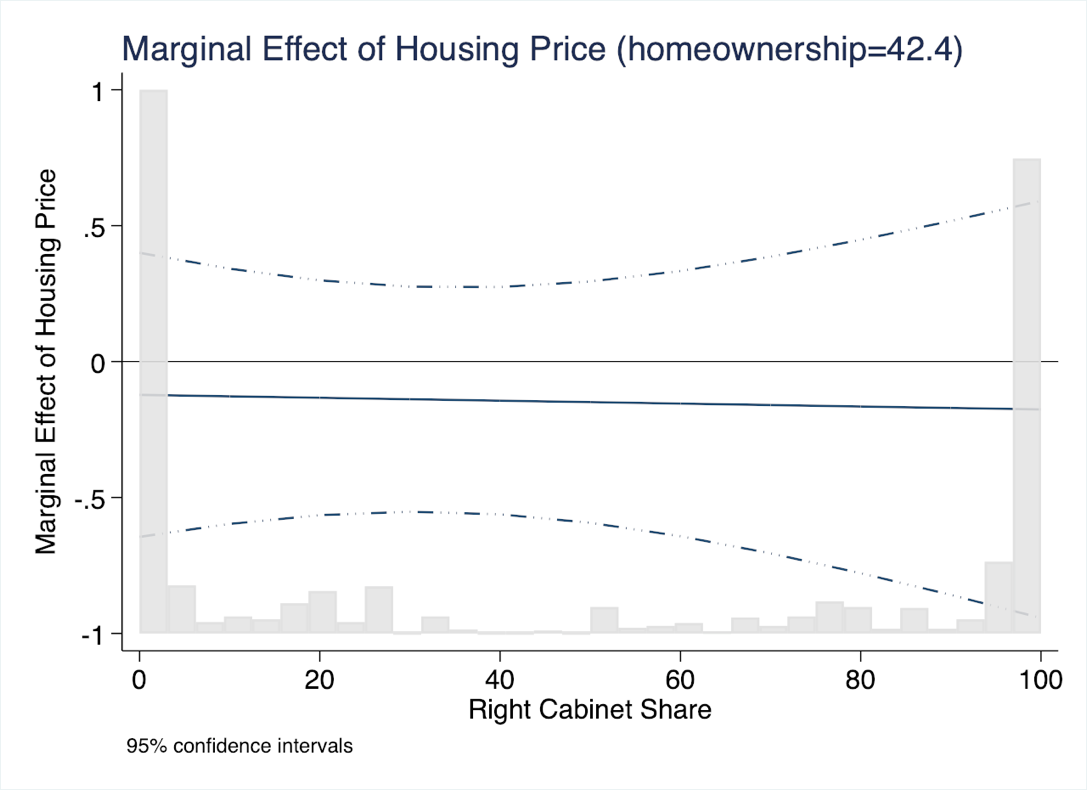 Marginal Effect of Housing Price (homeownership=42.4)
Marginal Effect of Housing Price
1
.5
0
-.5
-1
0 20 40 60 80 100
Right Cabinet Share
95% confidence intervals